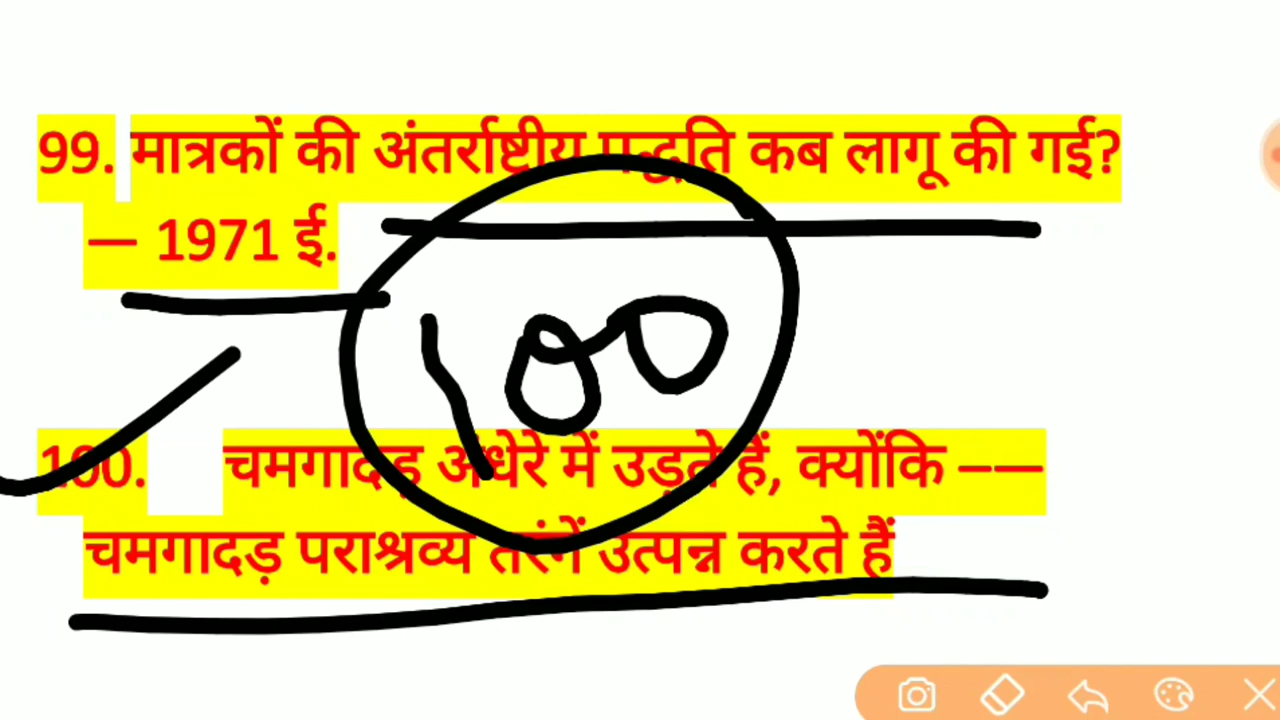 99. मात्रकों की अंतर्राष्टीय पद्धति कब लागू की गई?
— 1971 ई.
100
100. चमगादड़ अंधेरे में उड़ते हैं, क्योंकि ——
चमगादड़ पराश्रव्य तरंगें उत्पन्न करते हैं